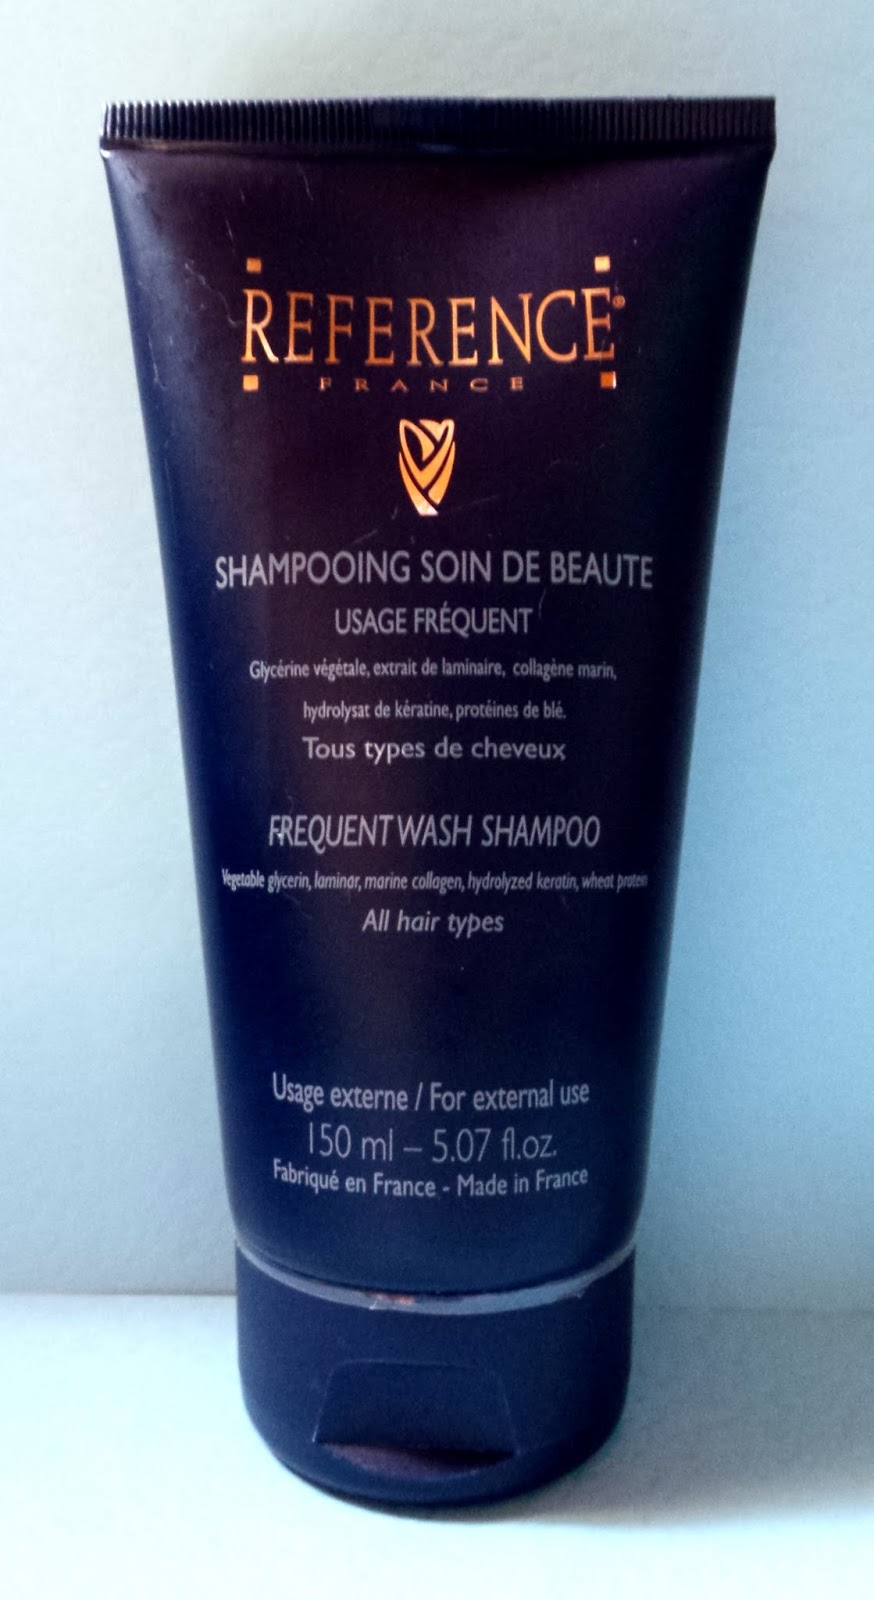 REFERENCE®
FRANCE
SHAMPOOING SOIN DE BEAUTE
USAGE FRÉQUENT
Glycérine végétale, extrait de laminaire, collagène marin,
hydrolysat de kératine, protéines de blé.
Tous types de cheveux
FREQUENT WASH SHAMPOO
Vegetable glycerin, laminar, marine collagen, hydrolyzed keratin, wheat protein
All hair types
Usage externe / For external use
150 ml – 5.07 fl.oz.
Fabriqué en France - Made in France